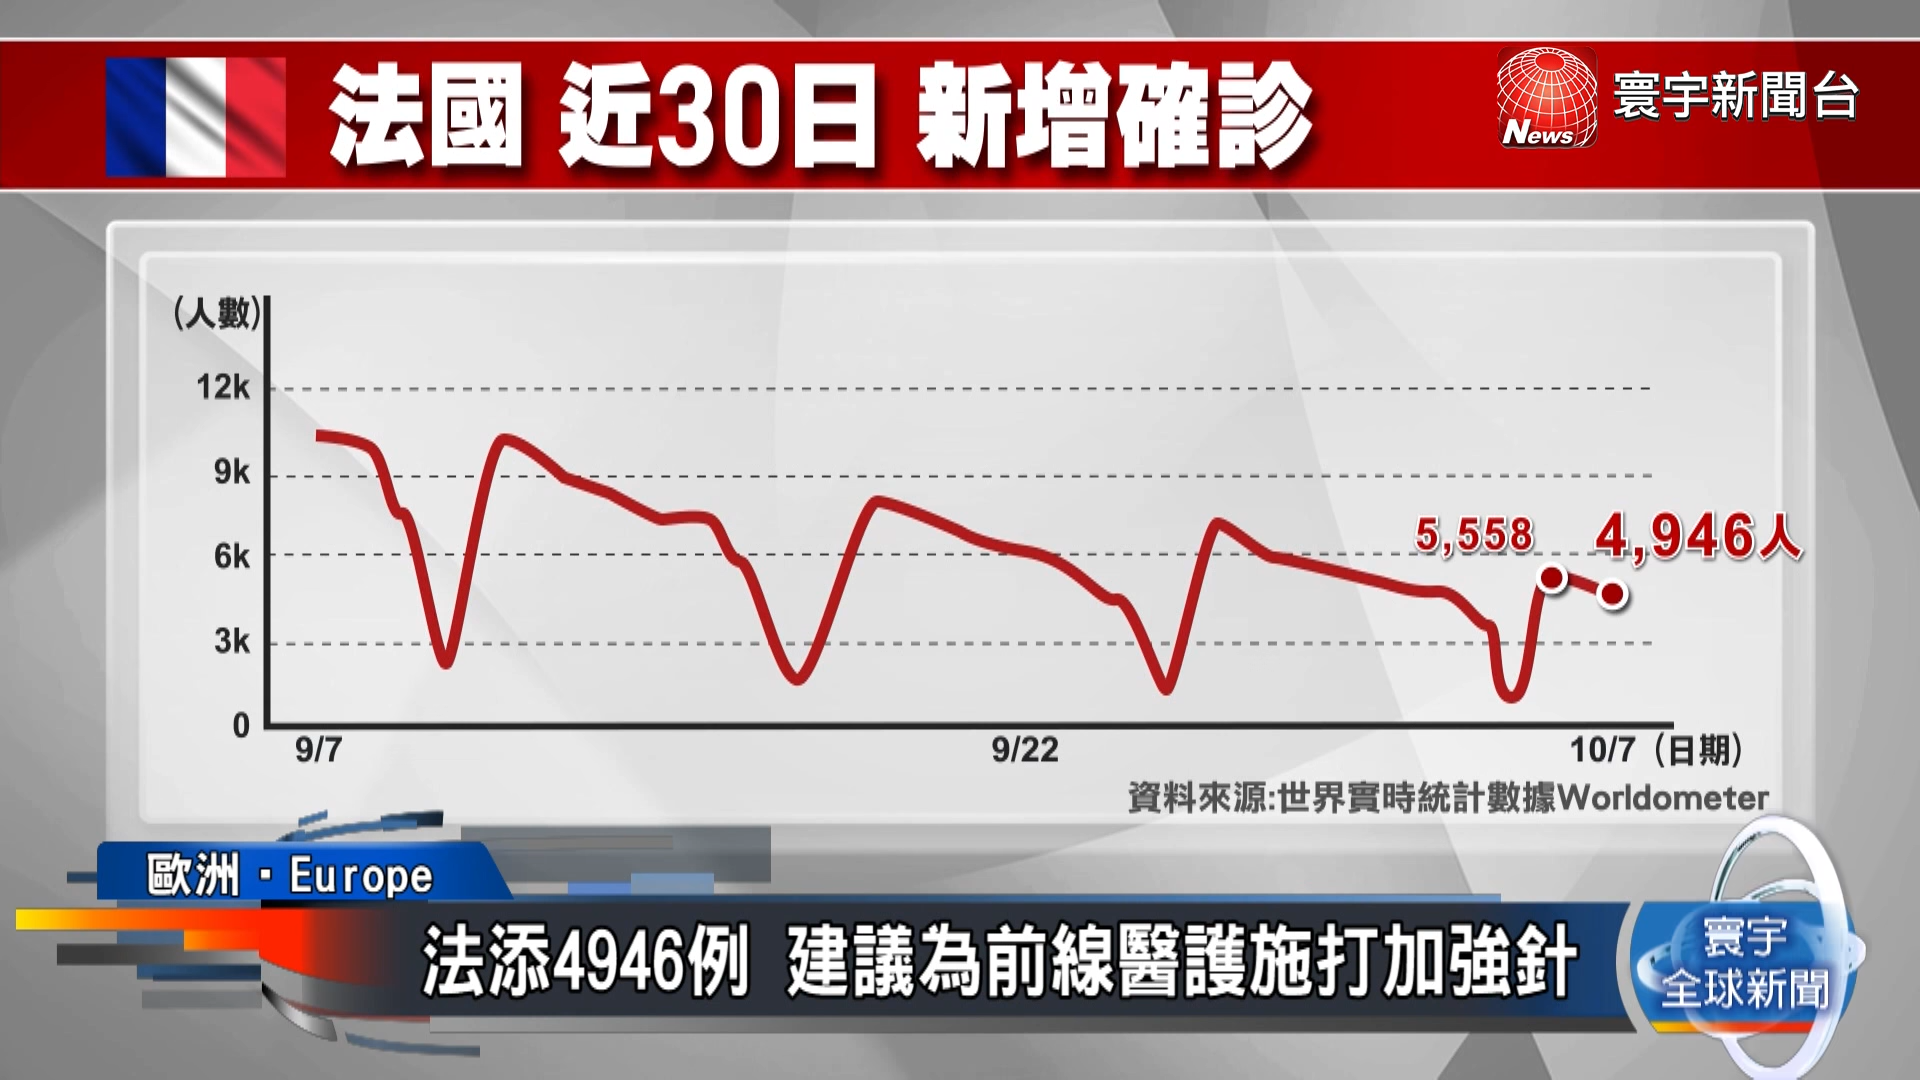 法國 近30日 新增確診
News
寰宇新聞台
(人數)
12k
9k
6k
3k
0
5,558
4,946人
9/7
9/22
10/7 (日期)
資料來源:世界實時統計數據Worldometer
歐洲·Europe
法添4946例 建議為前線醫護施打加強針
寰宇
全球新聞